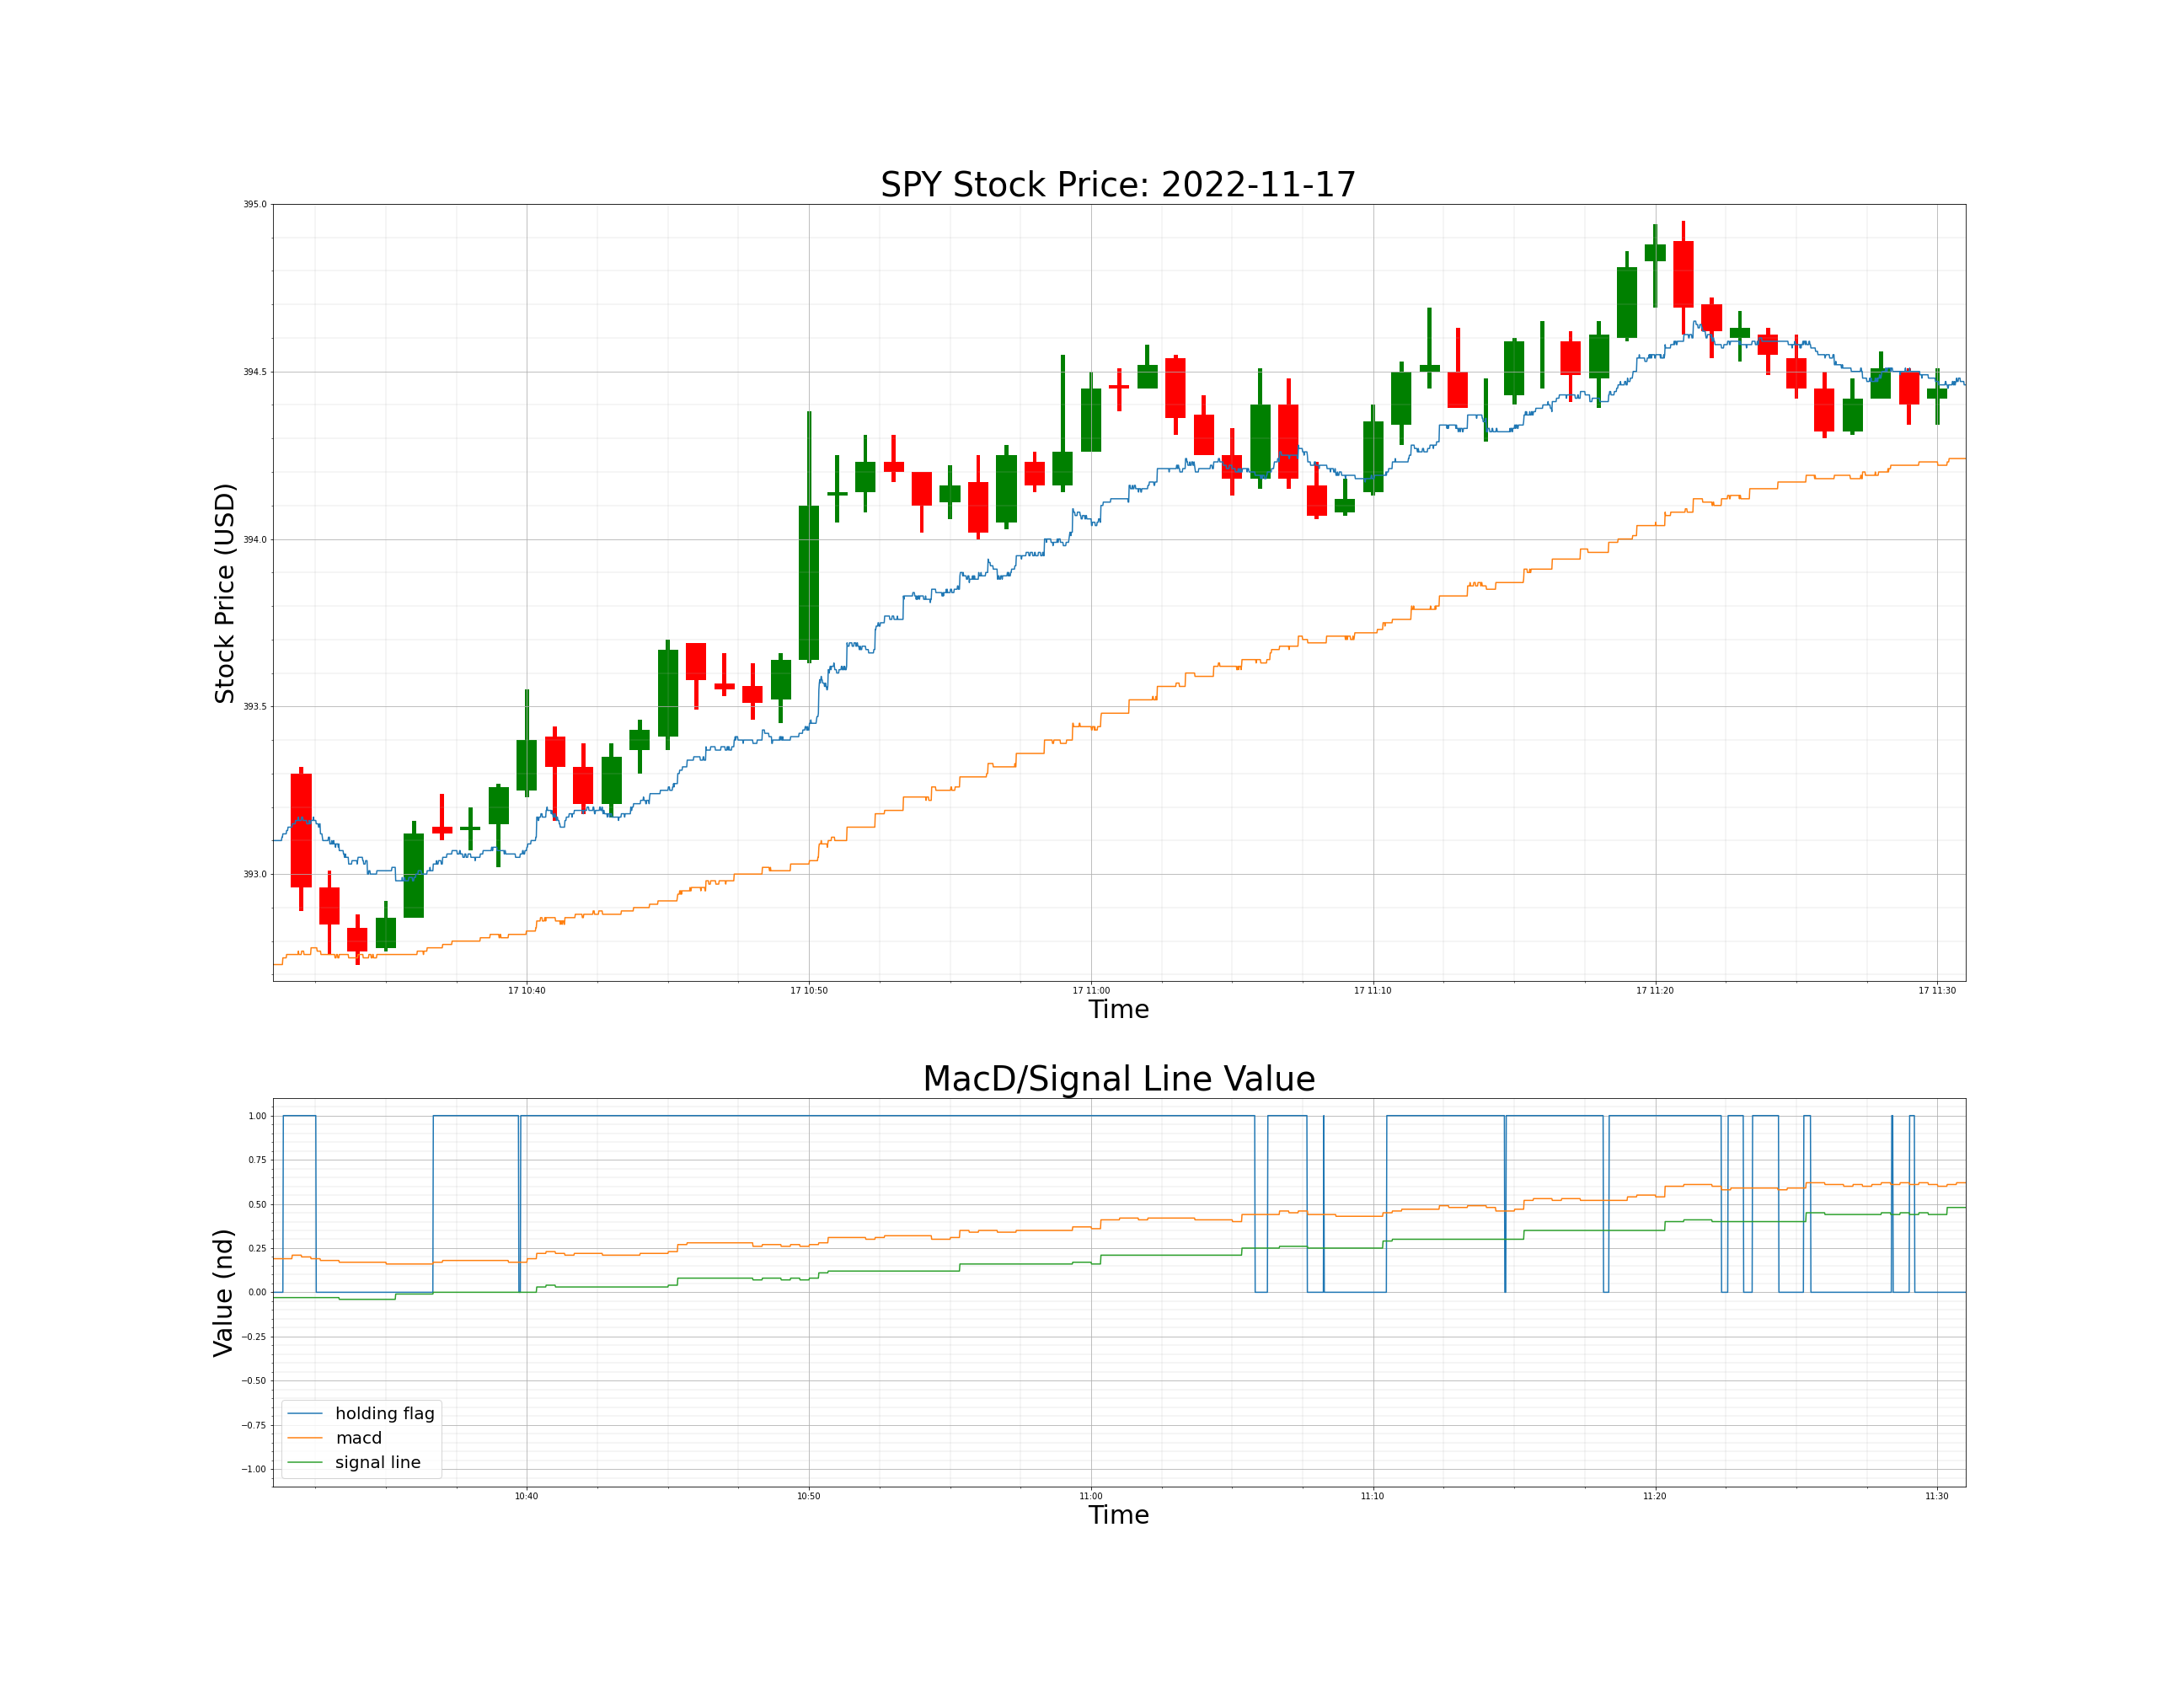 SPY Stock Price: 2022-11-17
395.0
394.5
394.0
393.5
393.0
Stock Price (USD)
17 10:40 17 10:50 17 11:00 17 11:10 17 11:20 17 11:30
Time
MacD/Signal Line Value
1.00
0.75
0.50
0.25
0.00
−0.25
−0.50
−0.75
−1.00
Value (nd)
holding flag
macd
signal line
10:40 10:50 11:00 11:10 11:20 11:30
Time